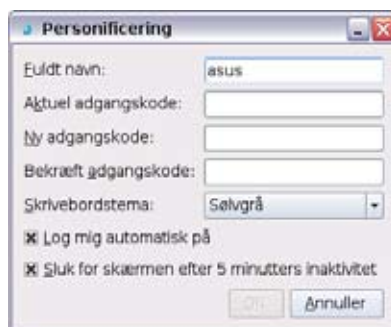 Personificering
Fuldt navn: asus
Aktuel adgangskode:
Ny adgangskode:
Bekræft adgangskode:
Skrivebordstema: Sølvgrå
Log mig automatisk på
Sluk for skærmen efter 5 minutters inaktivitet
OK Annuller